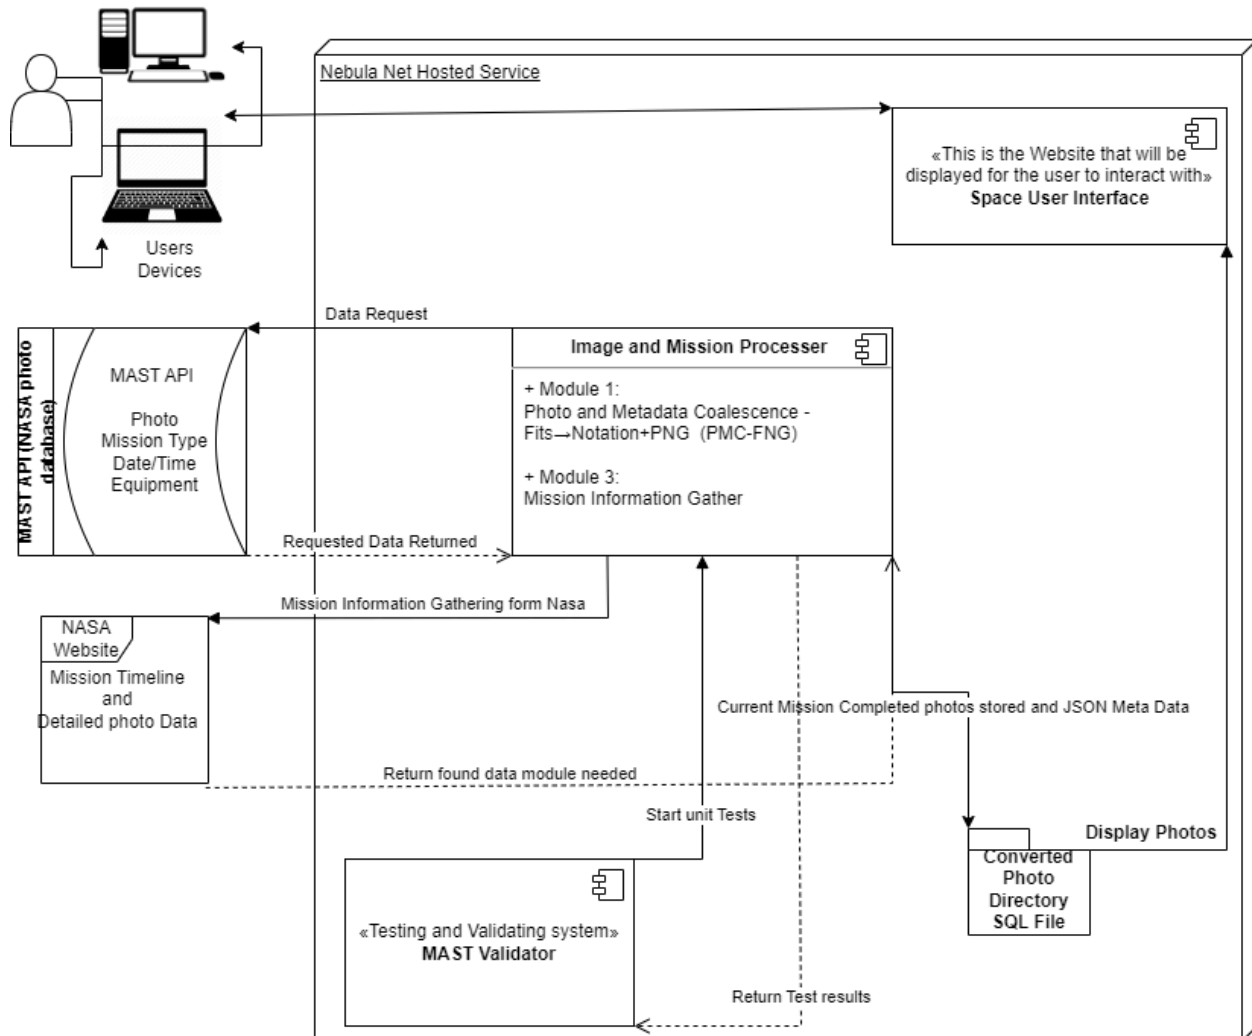 Nebula Net Hosted Service
«This is the Website that will be
displayed for the user to interact with»
Space User Interface
Users
Devices
Data Request
MAST API (NASA photo
database)
MAST API
Photo
Mission Type
Date/Time
Equipment
Image and Mission Processer
+ Module 1:
Photo and Metadata Coalescence -
Fits→Notation+PNG (PMC-FNG)
+ Module 3:
Mission Information Gather
Requested Data Returned
Mission Information Gathering form Nasa
NASA
Website
Mission Timeline
and
Detailed photo Data
Current Mission Completed photos stored and JSON Meta Data
Return found data module needed
Start unit Tests
Display Photos
Converted
Photo
Directory
SQL File
«Testing and Validating system»
MAST Validator
Return Test results